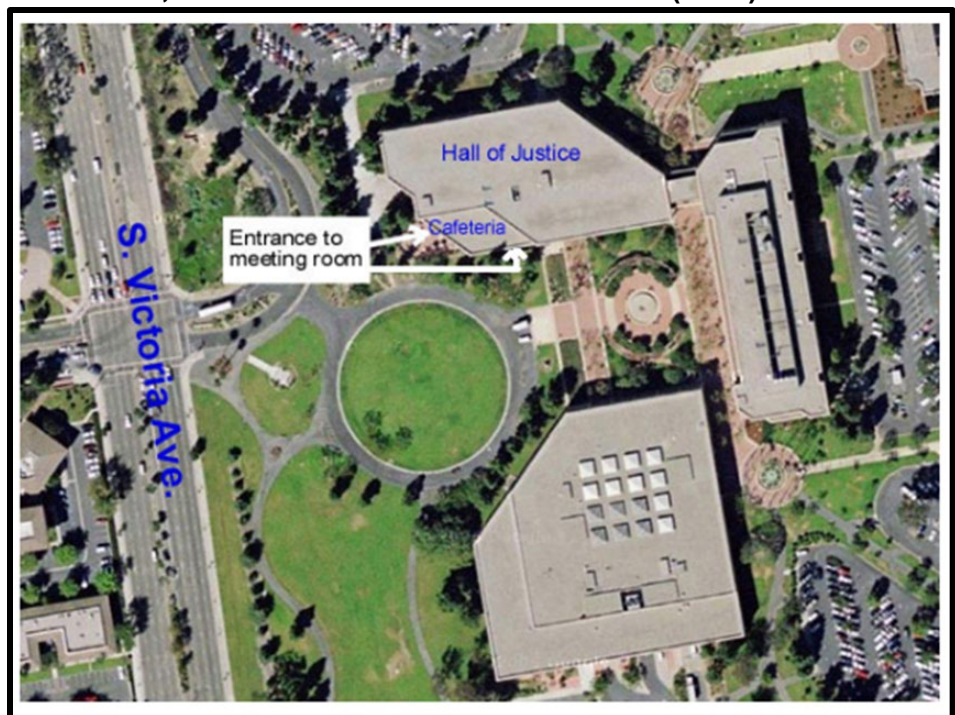 Hall of Justice
Cafeteria
Entrance to
meeting room
S. Victoria Ave.